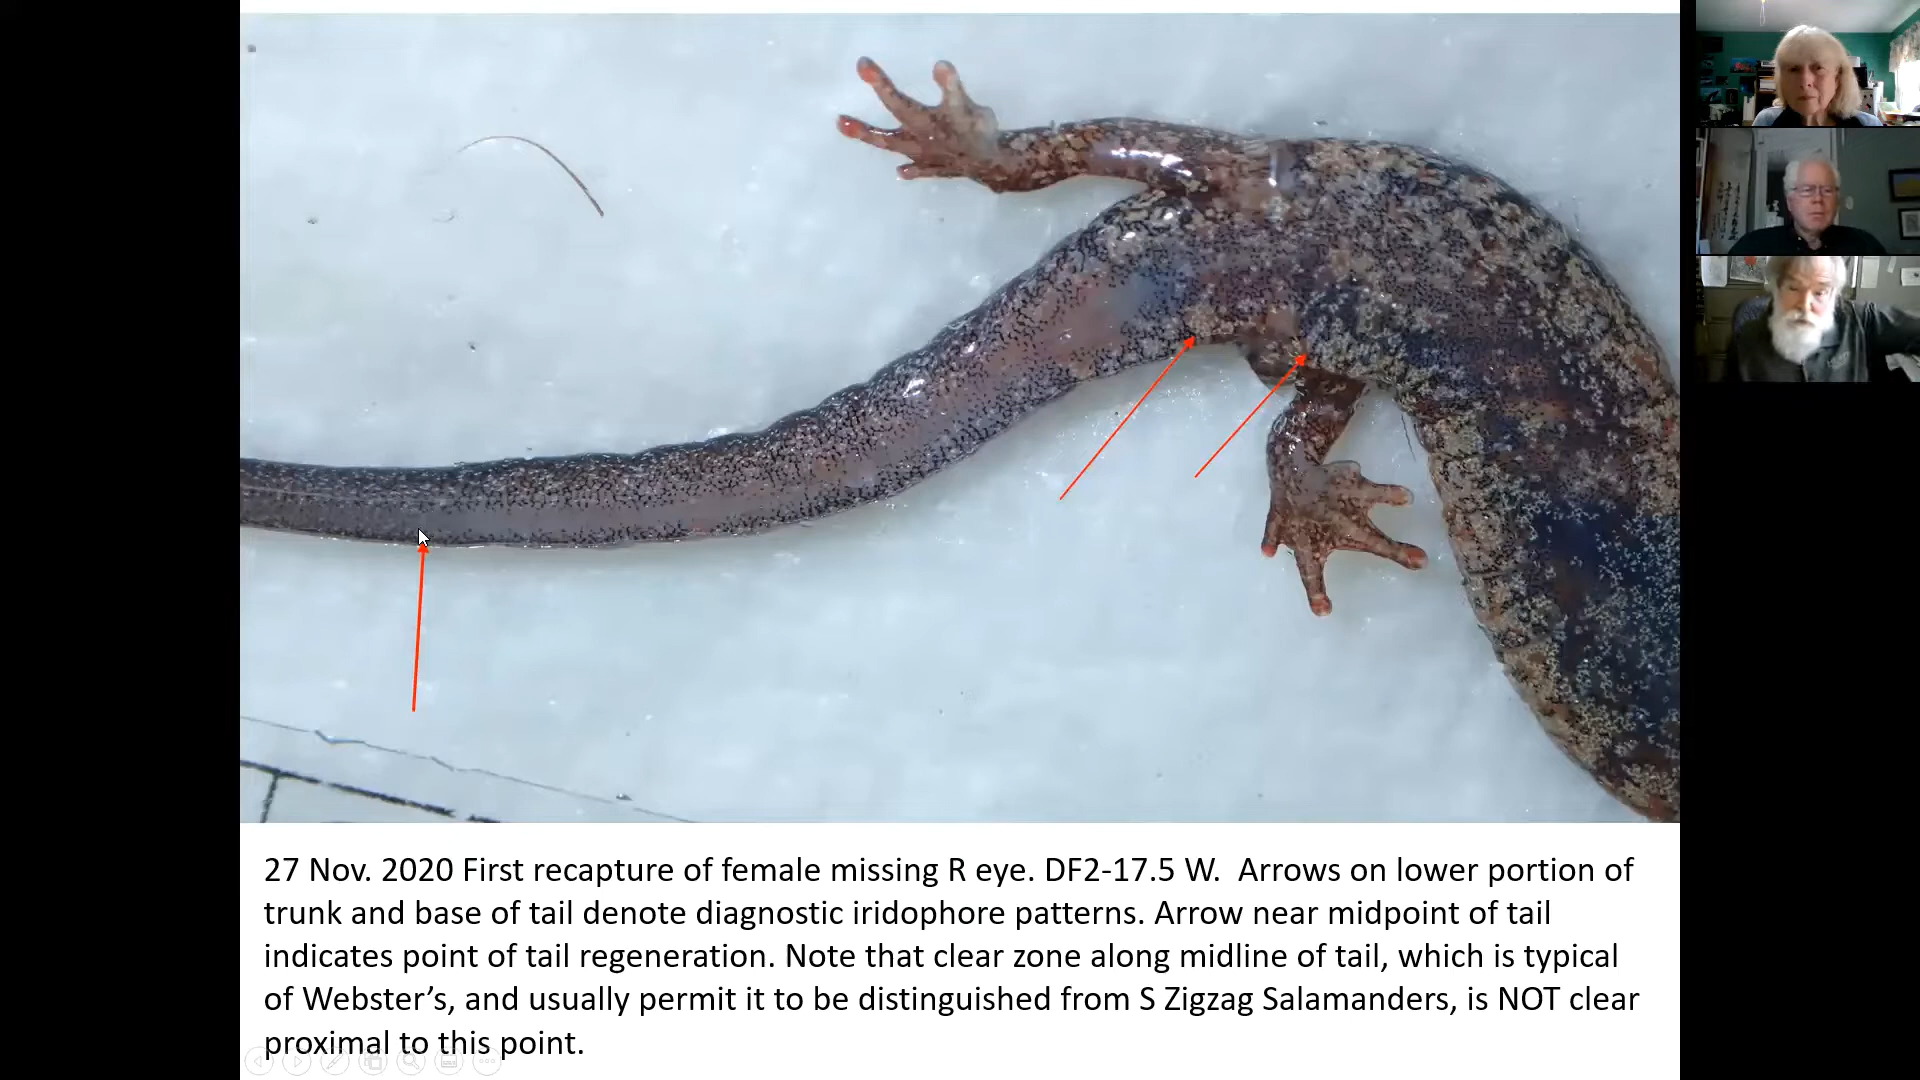 27 Nov. 2020 First recapture of female missing R eye. DF2-17.5 W.  Arrows on lower portion of
trunk and base of tail denote diagnostic iridophore patterns. Arrow near midpoint of tail
indicates point of tail regeneration. Note that clear zone along midline of tail, which is typical
of Webster’s, and usually permit it to be distinguished from S Zigzag Salamanders, is NOT clear
proximal to this point.